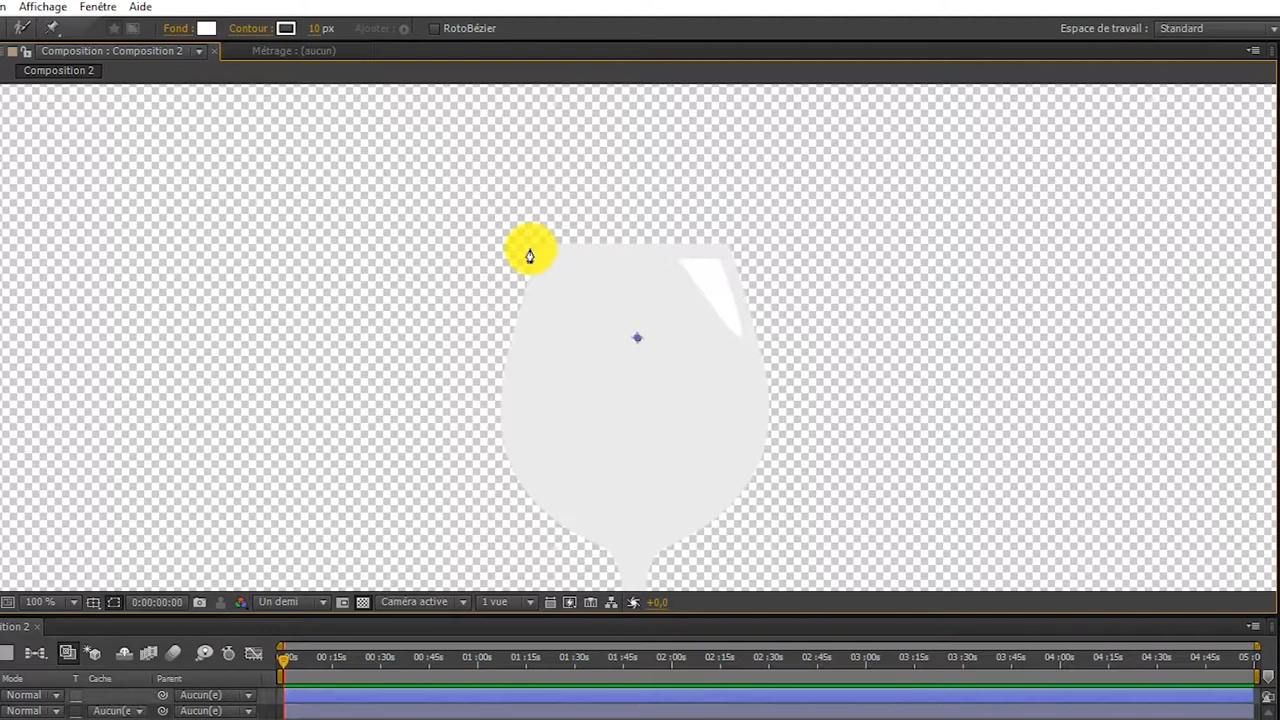 Affichage Fenêtre Aide
Fond : Contour : 10 px Ajouter : RotoBézier Espace de travail : Standard
Composition : Composition 2 Métrage : (aucun)
Composition 2
100 % 0:00:00:00 Un demi Caméra active 1 vue +0,0
ition 2
00s 00:15s 00:30s 00:45s 01:00s 01:15s 01:30s 01:45s 02:00s 02:15s 02:30s 02:45s 03:00s 03:15s 03:30s 03:45s 04:00s 04:15s 04:30s 04:45s 05:0
Mode T Cache Parent
Normal Aucun(e)
Normal Aucun(e Aucun(e)